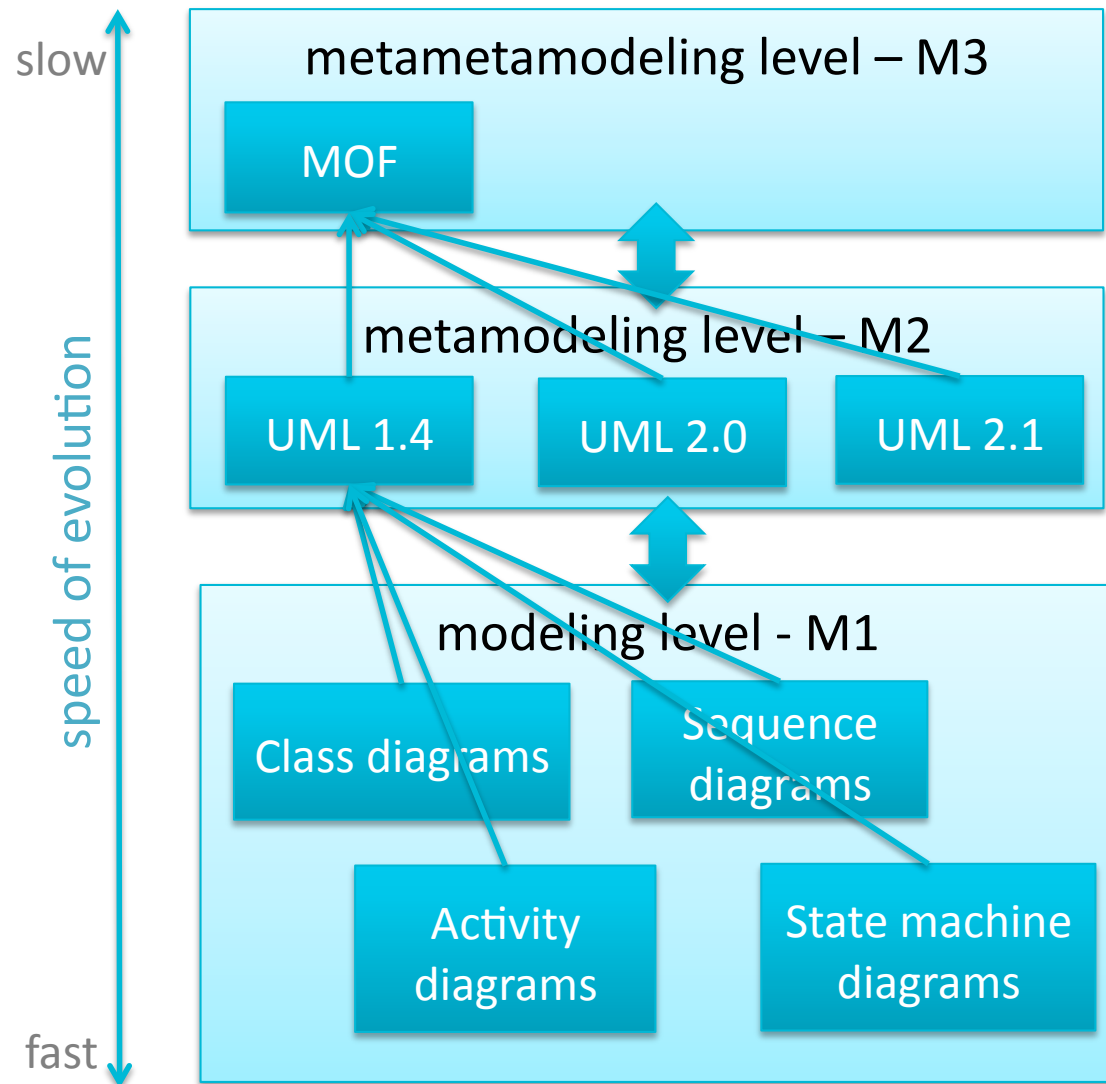 slow
metametamodeling level – M3
MOF
metamodeling level – M2
UML 1.4
UML 2.0
UML 2.1
speed of evolution
modeling level - M1
Class diagrams
Sequence
diagrams
Activity
diagrams
State machine
diagrams
fast